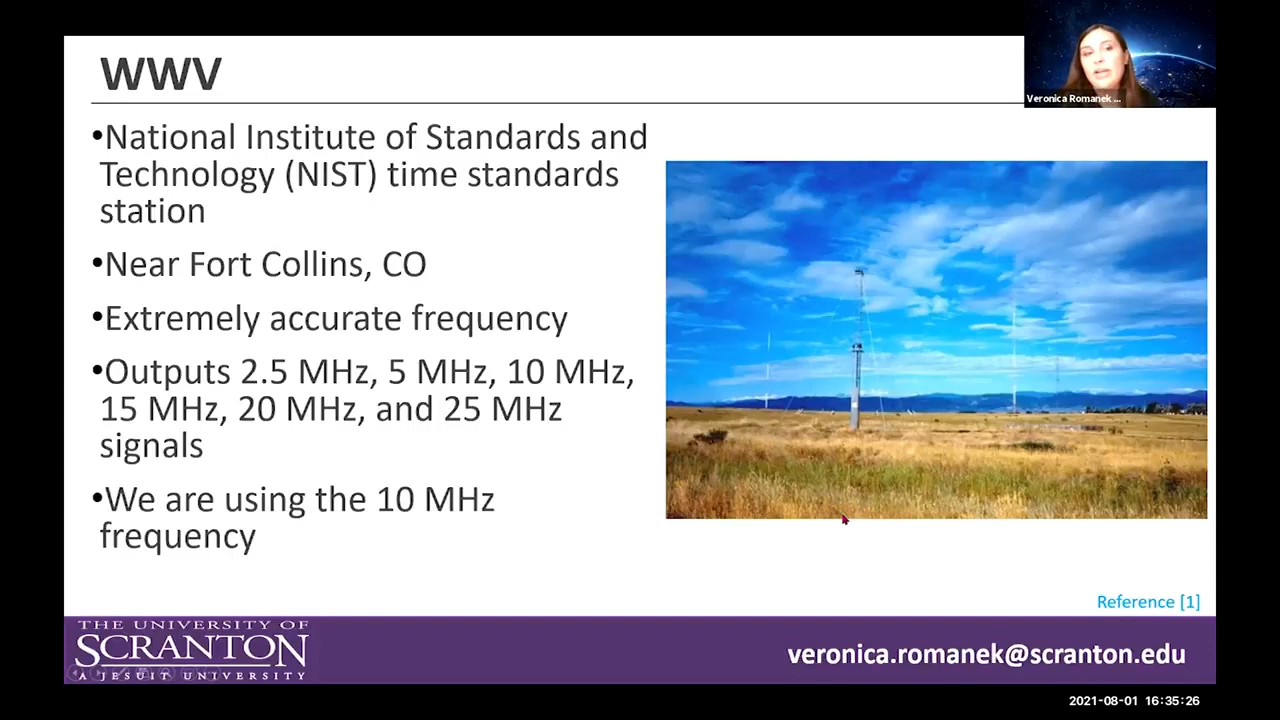 WWV
Veronica Romanek ...
•National Institute of Standards and
Technology (NIST) time standards
station
•Near Fort Collins, CO
•Extremely accurate frequency
•Outputs 2.5 MHz, 5 MHz, 10 MHz,
15 MHz, 20 MHz, and 25 MHz
signals
•We are using the 10 MHz
frequency
Reference [1]
THE UNIVERSITY OF
SCRANTON
A JESUIT UNIVERSITY
veronica.romanek@scranton.edu
2021-08-01 16:35:26